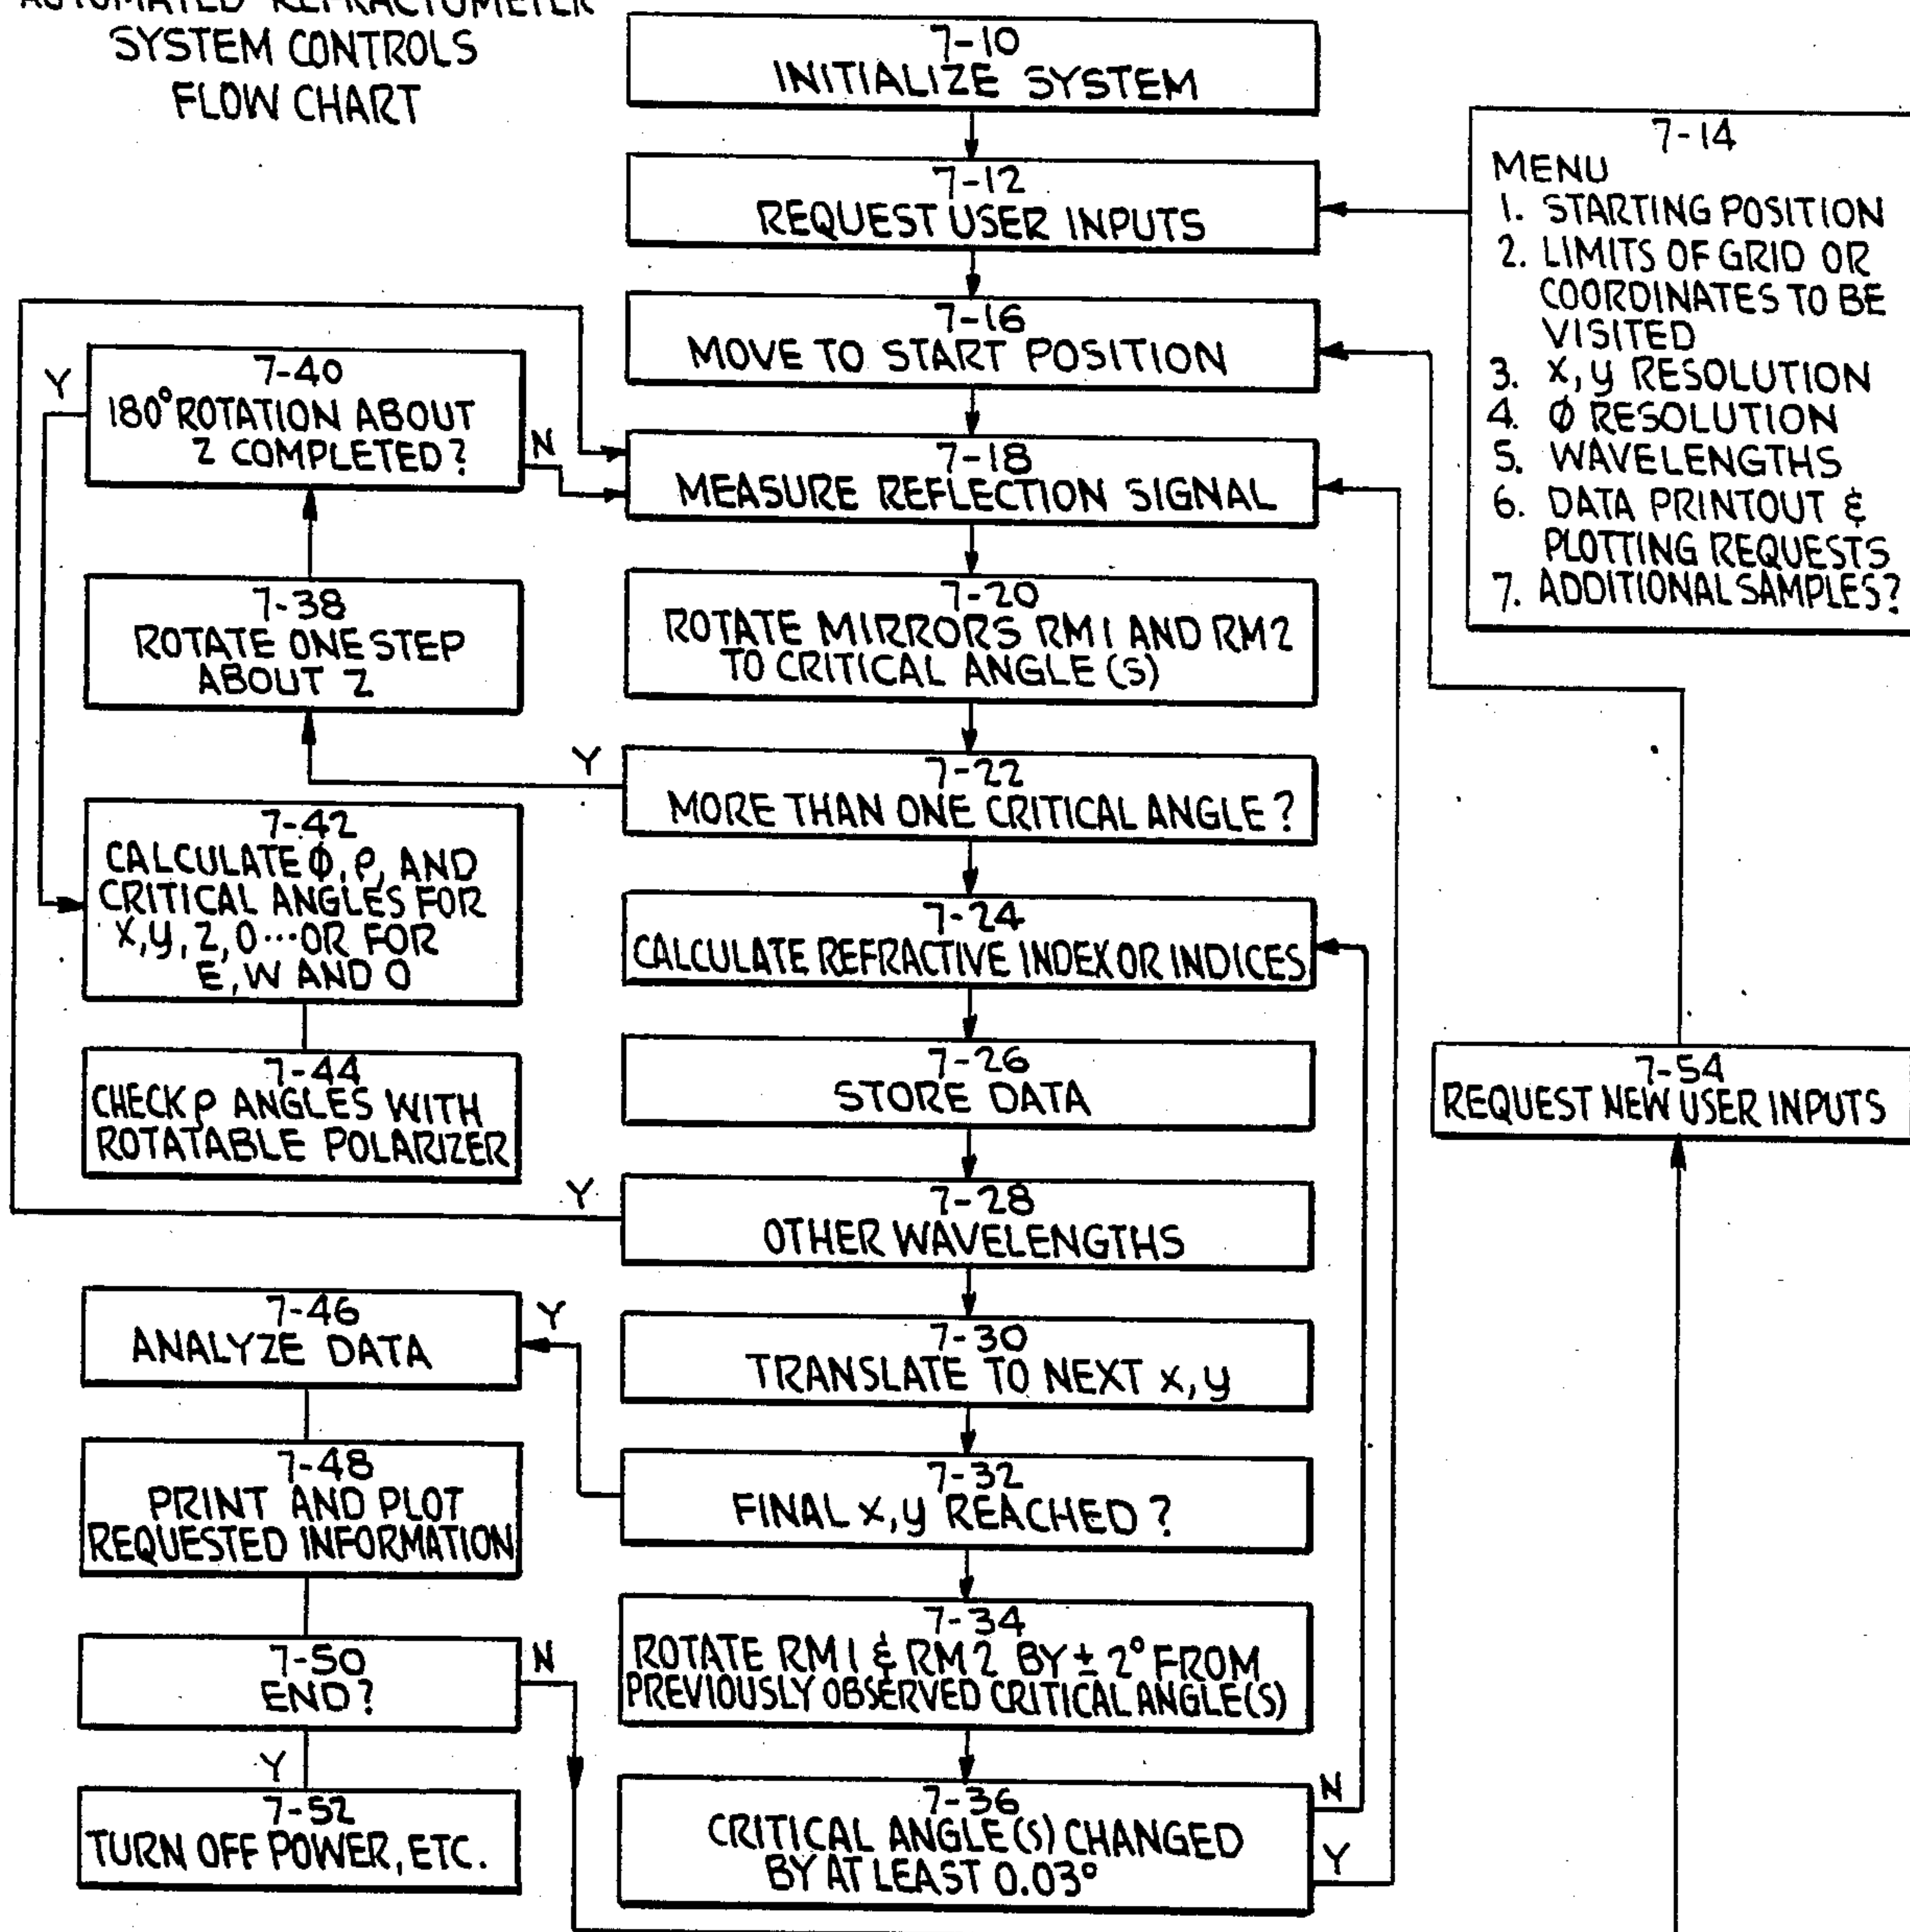 AUTOMATED REFRACTOMETER
SYSTEM CONTROLS
FLOW CHART
7-10
INITIALIZE SYSTEM
7-12
REQUEST USER INPUTS
7-14
MENU
1. STARTING POSITION
2. LIMITS OF GRID OR
COORDINATES TO BE
VISITED
3. x,y RESOLUTION
4. Ø RESOLUTION
5. WAVELENGTHS
6. DATA PRINTOUT &
PLOTTING REQUESTS
7. ADDITIONAL SAMPLES?
7-16
MOVE TO START POSITION
7-18
MEASURE REFLECTION SIGNAL
7-20
ROTATE MIRRORS RM1 AND RM2
TO CRITICAL ANGLE(S)
7-22
MORE THAN ONE CRITICAL ANGLE?
Y
7-24
CALCULATE REFRACTIVE INDEX OR INDICES
7-26
STORE DATA
7-28
OTHER WAVELENGTHS
Y
7-30
TRANSLATE TO NEXT x,y
7-32
FINAL x,y REACHED?
Y
7-34
ROTATE RM1 & RM2 BY ± 2° FROM
PREVIOUSLY OBSERVED CRITICAL ANGLE(S)
7-36
CRITICAL ANGLE(S) CHANGED
BY AT LEAST 0.03°
N
Y
7-38
ROTATE ONE STEP
ABOUT Z
7-40
180° ROTATION ABOUT
Z COMPLETED?
Y
N
7-42
CALCULATE Φ, ρ, AND
CRITICAL ANGLES FOR
X,Y,Z,O···OR FOR
E,W AND O
7-44
CHECK ρ ANGLES WITH
ROTATABLE POLARIZER
7-46
ANALYZE DATA
7-48
PRINT AND PLOT
REQUESTED INFORMATION
7-50
END?
N
Y
7-52
TURN OFF POWER, ETC.
7-54
REQUEST NEW USER INPUTS